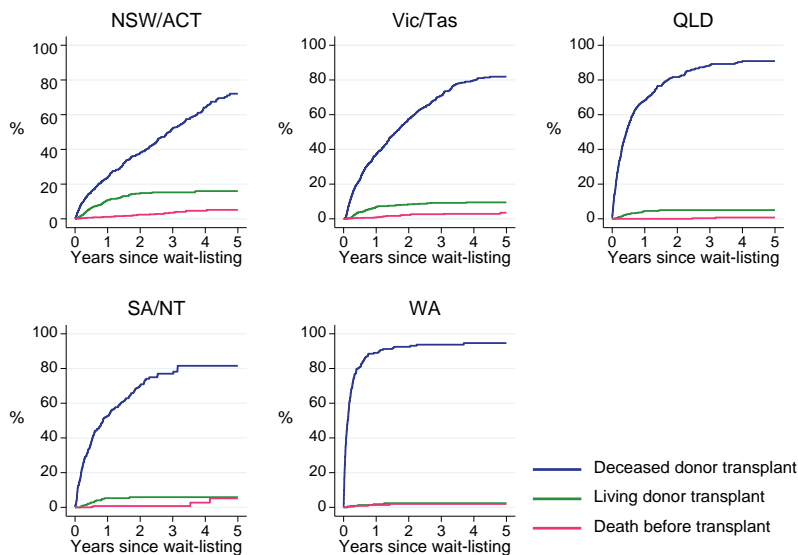 NSW/ACT
100
80
60
%
40
20
0
0 1 2 3 4 5
Years since wait-listing
Vic/Tas
100
80
60
%
40
20
0
0 1 2 3 4 5
Years since wait-listing
QLD
100
80
60
%
40
20
0
0 1 2 3 4 5
Years since wait-listing
SA/NT
100
80
60
%
40
20
0
0 1 2 3 4 5
Years since wait-listing
WA
100
80
60
%
40
20
0
0 1 2 3 4 5
Years since wait-listing
Deceased donor transplant
Living donor transplant
Death before transplant